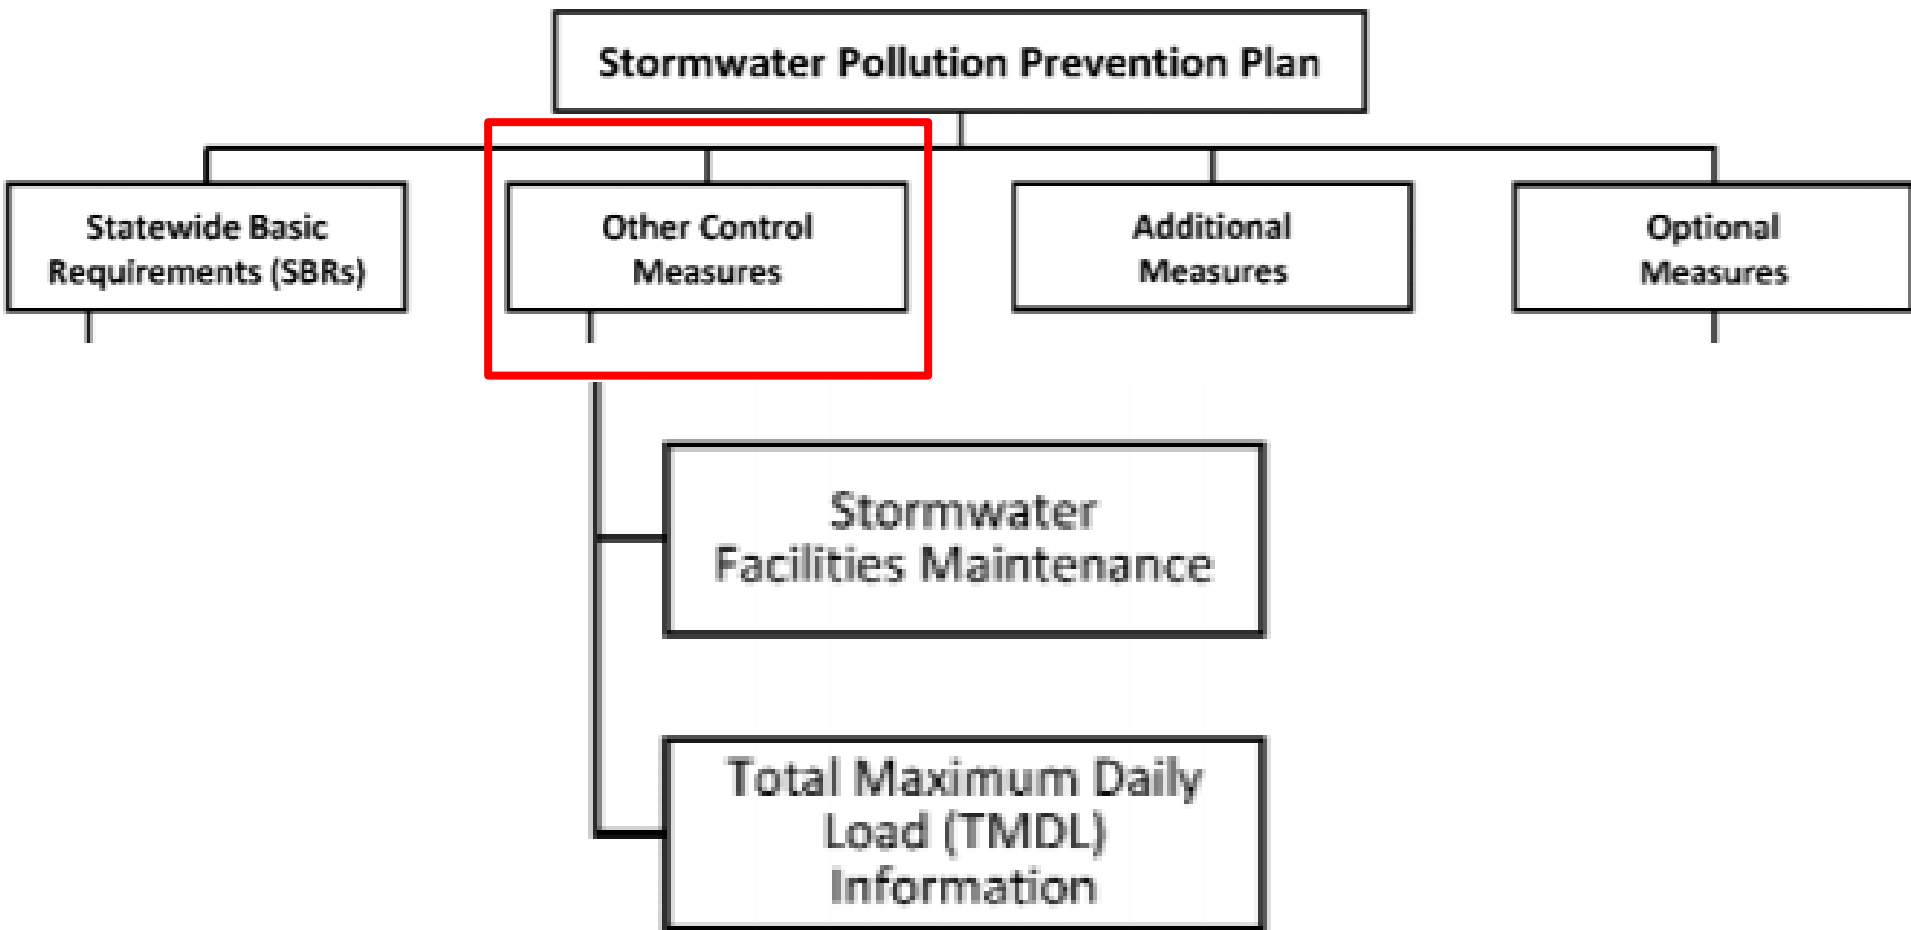 Stormwater Pollution Prevention Plan
Statewide Basic
Requirements (SBRs)
Other Control
Measures
Additional
Measures
Optional
Measures
Stormwater
Facilities Maintenance
Total Maximum Daily
Load (TMDL)
Information